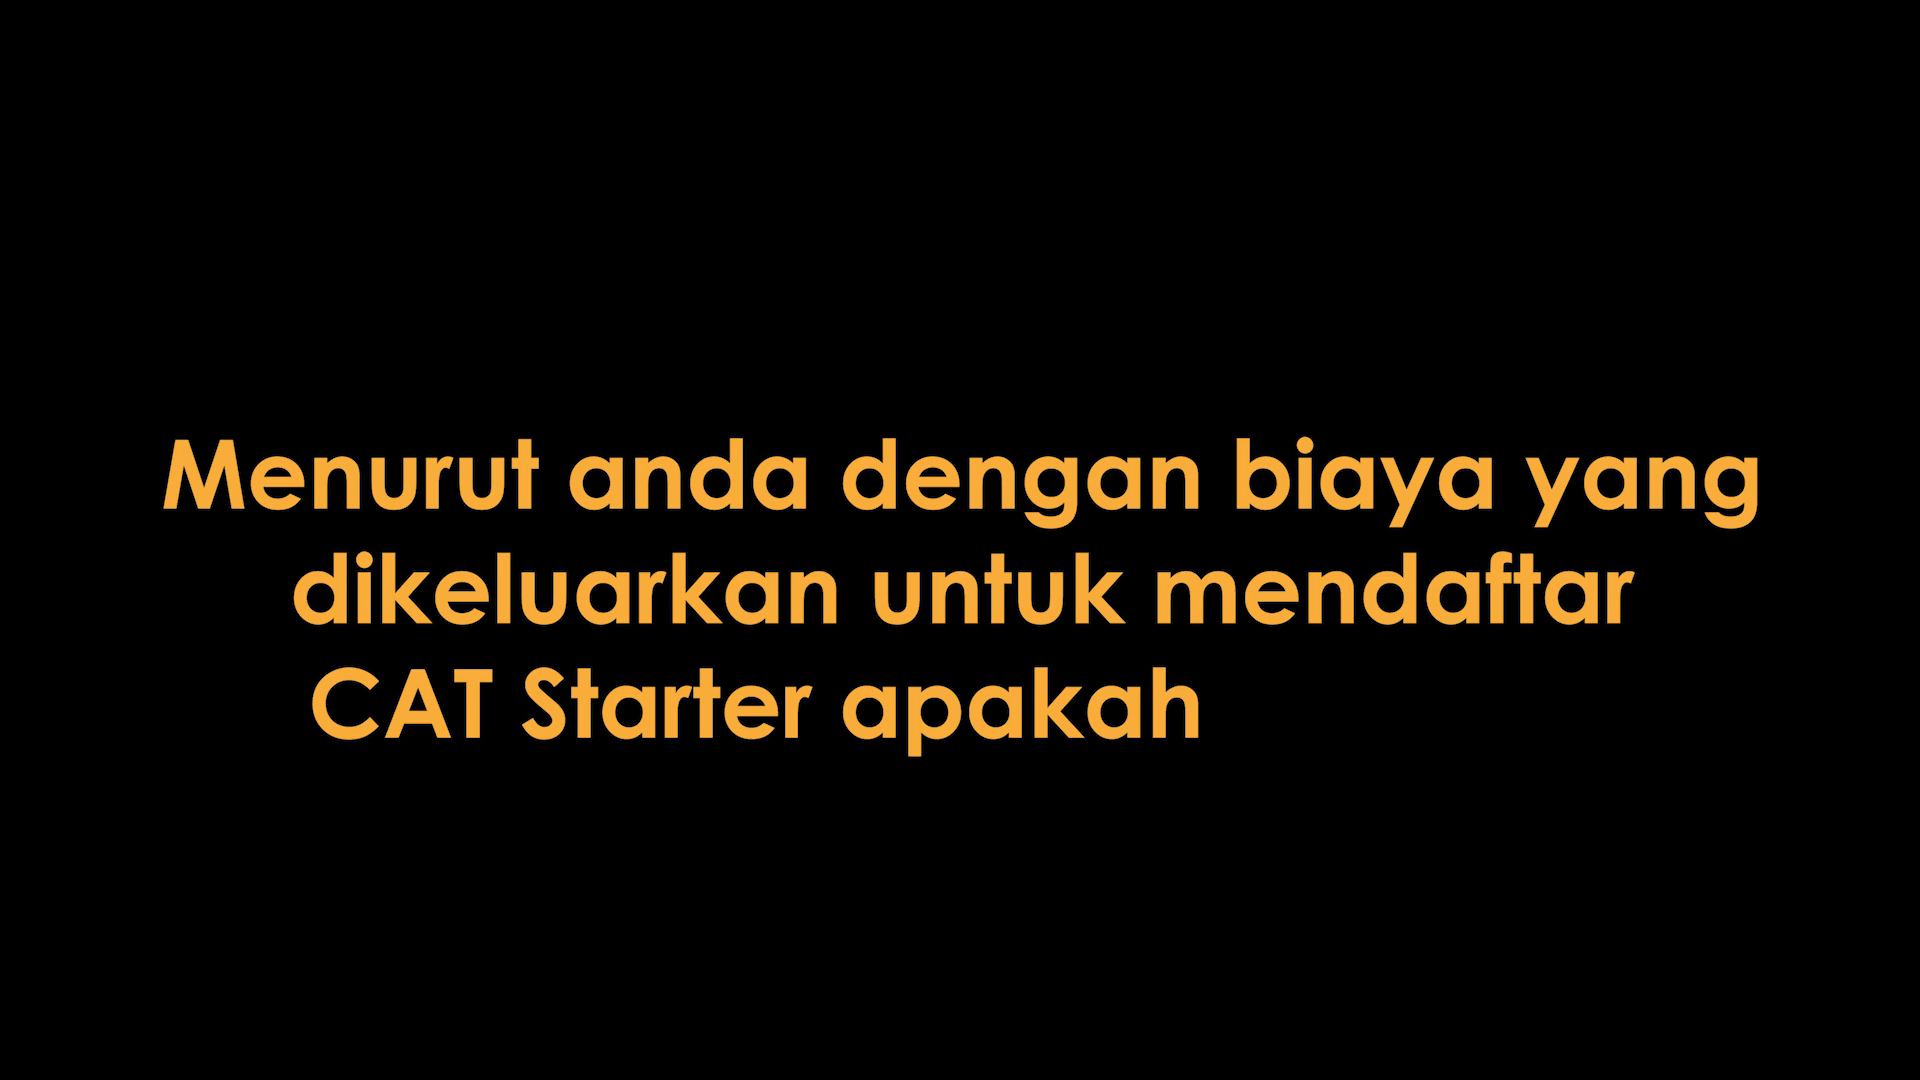 Menurut anda dengan biaya yang
dikeluarkan untuk mendaftar
CAT Starter apakah